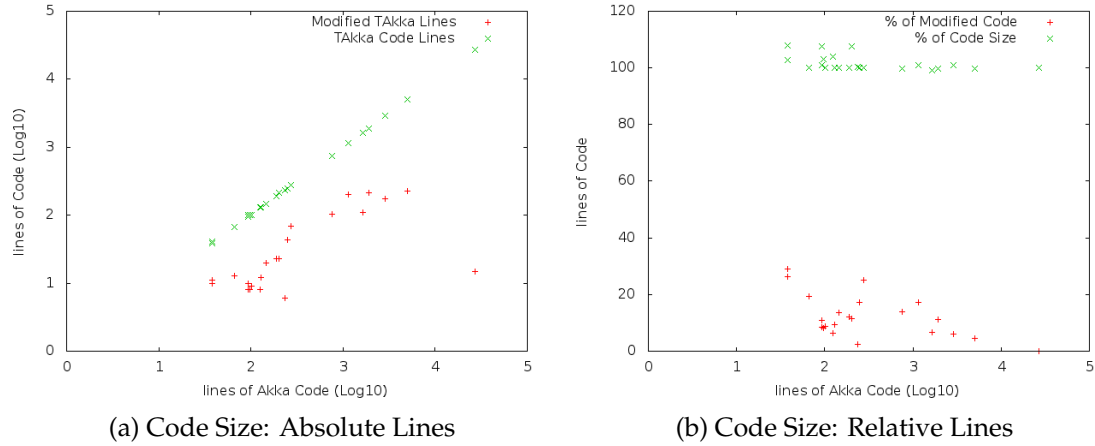 Modified TAkka Lines
TAkka Code Lines
5
4
3
2
1
0
lines of Code (Log10)
0 1 2 3 4 5
lines of Akka Code (Log10)
(a) Code Size: Absolute Lines
% of Modified Code
% of Code Size
120
100
80
60
40
20
0
lines of Code
0 1 2 3 4 5
lines of Akka Code (Log10)
(b) Code Size: Relative Lines